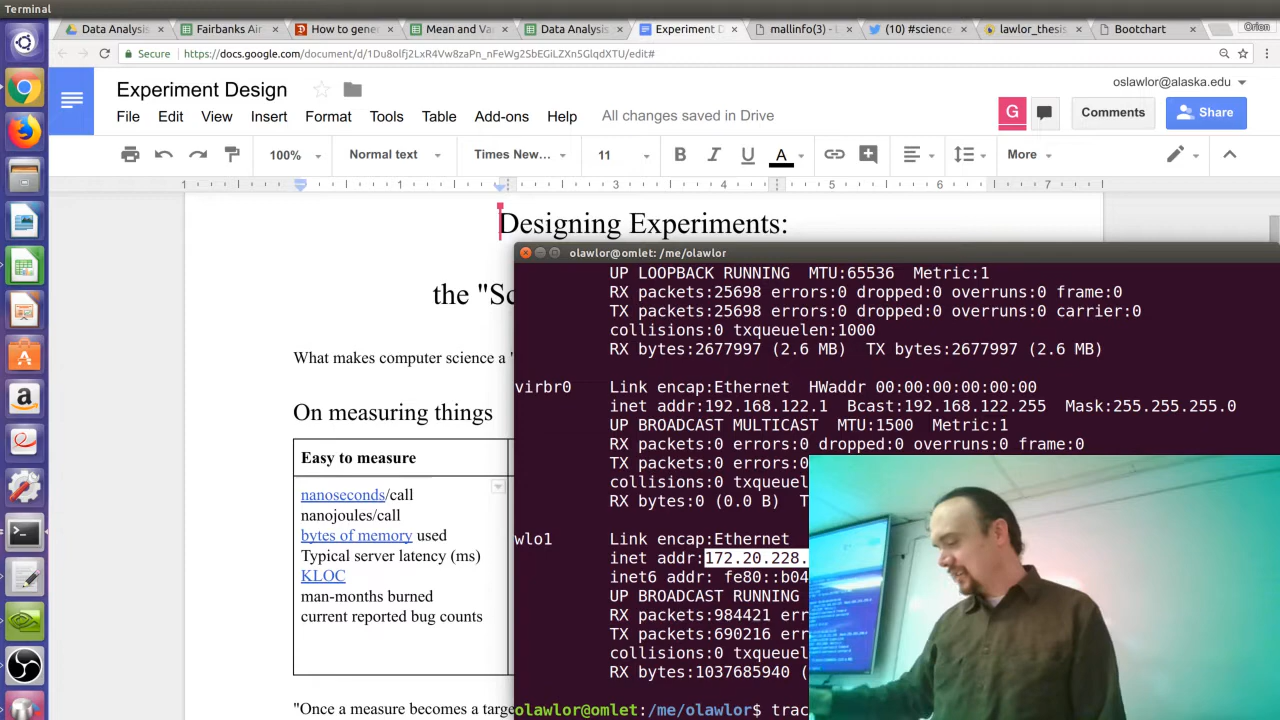 Terminal
Data Analysis
Fairbanks Air
How to gene
Mean and Var
Data Analysis
Experiment D
mallinfo(3) - L
(10) #science
lawlor_thesis
Bootchart
Orion
Secure
https://docs.google.com/document/d/1Du8olfj2LxR4Vw8zaPn_nFeWg2SbEGiLZXn5GlqdXTU/edit#
Experiment Design
oslawlor@alaska.edu
File Edit View Insert Format Tools Table Add-ons Help All changes saved in Drive
G
Comments
Share
100% Normal text Times New... 11 B I U A More
1 1 3 4 5 6 7
Designing Experiments:
the "Sc
What makes computer science a "
On measuring things
Easy to measure
nanoseconds/call
nanojoules/call
bytes of memory used
Typical server latency (ms)
KLOC
man-months burned
current reported bug counts
"Once a measure becomes a targe
olawlor@omlet: /me/olawlor
UP LOOPBACK RUNNING MTU:65536 Metric:1
RX packets:25698 errors:0 dropped:0 overruns:0 frame:0
TX packets:25698 errors:0 dropped:0 overruns:0 carrier:0
collisions:0 txqueuelen:1000
RX bytes:2677997 (2.6 MB) TX bytes:2677997 (2.6 MB)
virbr0 Link encap:Ethernet HWaddr 00:00:00:00:00:00
inet addr:192.168.122.1 Bcast:192.168.122.255 Mask:255.255.255.0
UP BROADCAST MULTICAST MTU:1500 Metric:1
RX packets:0 errors:0 dropped:0 overruns:0 frame:0
TX packets:0 errors:0
collisions:0 txqueuel
RX bytes:0 (0.0 B) T
wlo1 Link encap:Ethernet
inet addr:172.20.228.
inet6 addr: fe80::b04
UP BROADCAST RUNNING
RX packets:984421 err
TX packets:690216 err
collisions:0 txqueuel
RX bytes:1037685940 (
olawlor@omlet:/me/olawlor$ trac